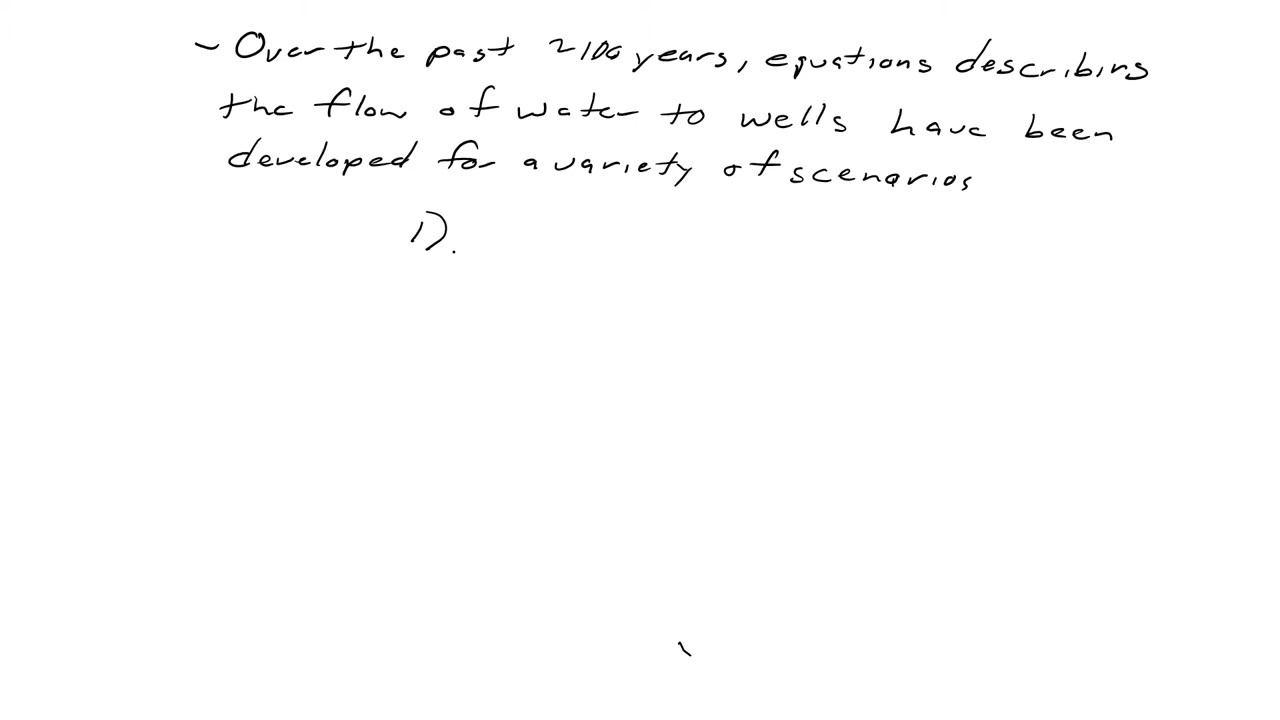 ~ Over the past ~100 years, equations describing
the flow of water to wells have been
developed for a variety of scenarios
1).